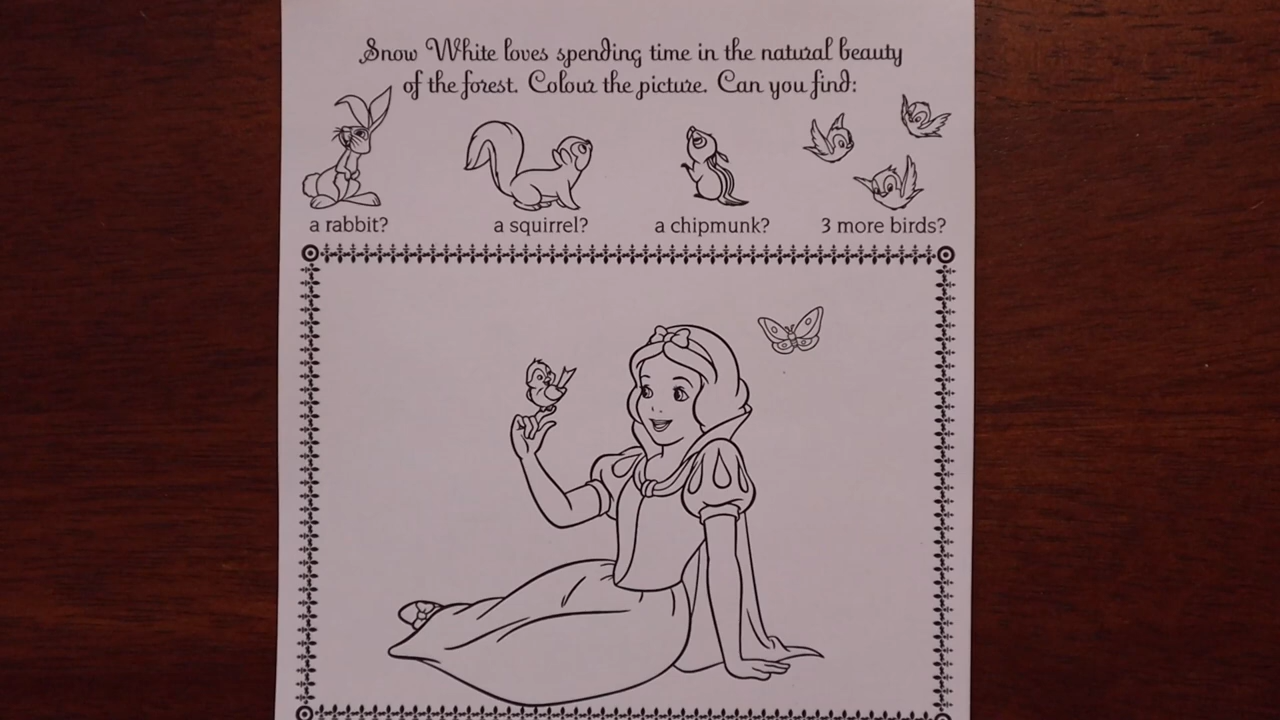 Snow White loves spending time in the natural beauty
of the forest. Colour the picture. Can you find:
a rabbit?
a squirrel?
a chipmunk?
3 more birds?